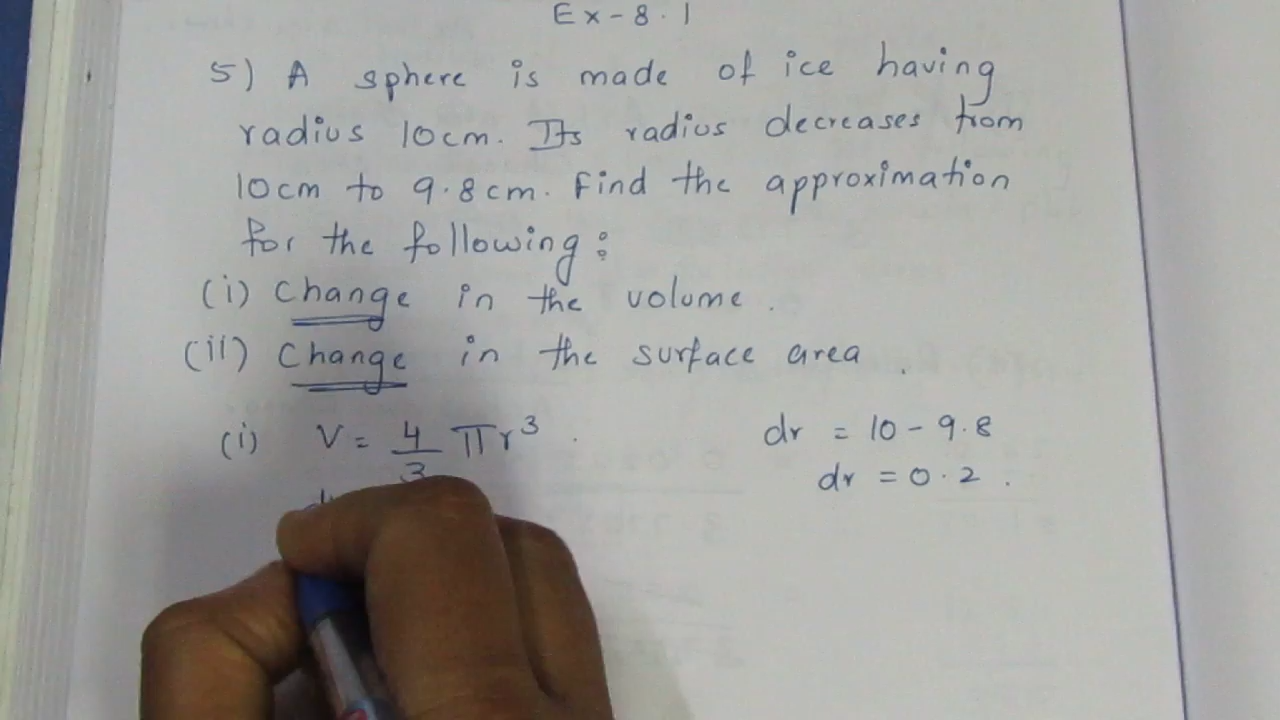 Ex-8.1
5) A sphere is made of ice having
radius 10cm. Its radius decreases from
10cm to 9.8cm. Find the approximation
for the following:
(i) Change in the volume.
(ii) Change in the surface area.
(i) V = 4/3 πr³.
dr = 10 - 9.8
dr = 0.2.